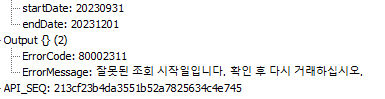 startDate: 20230931
endDate: 20231201
Output {} (2)
ErrorCode: 80002311
ErrorMessage: 잘못된 조회 시작일입니다. 확인 후 다시 거래하십시오.
API_SEQ: 213cf23b4da3551b52a7825634c4e745